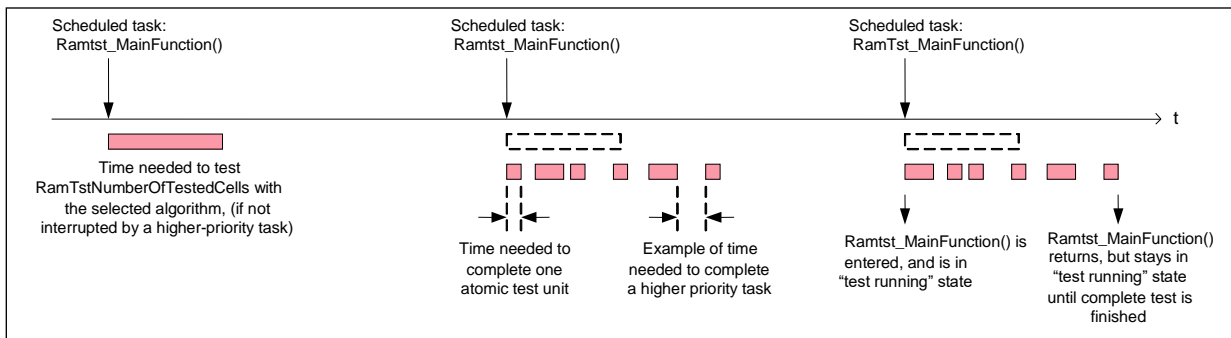 Scheduled task:
Ramtst_MainFunction()
Scheduled task:
Ramtst_MainFunction()
Scheduled task:
RamTst_MainFunction()
t
Time needed to test
RamTstNumberOfTestedCells with
the selected algorithm, (if not
interrupted by a higher-priority task)
Time needed to
complete one
atomic test unit
Example of time
needed to complete
a higher priority task
Ramtst_MainFunction() is
entered, and is in
“test running” state
Ramtst_MainFunction()
returns, but stays in
“test running” state
until complete test is
finished